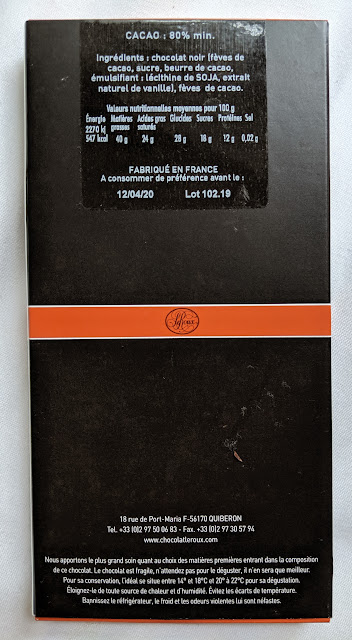 CACAO : 80% min.
Ingrédients : chocolat noir (fèves de
cacao, sucre, beurre de cacao,
émulsifiant : lécithine de SOJA, extrait
naturel de vanille), fèves de cacao.
Valeurs nutritionnelles moyennes pour 100 g
Énergie Matières Acides gras Glucides Sucres Protéines Sel
2270 kj grasses saturés
547 kcal 40 g 24 g 28 g 18 g 12 g 0,02 g
FABRIQUÉ EN FRANCE
A consommer de préférence avant le :
12/04/20 Lot 102.19
LeRoux
18 rue de Port-Maria F-56170 QUIBERON
Tel. +33 (0)2 97 50 06 83 - Fax. +33 (0)2 97 30 57 94
www.chocolatleroux.com
Nous apportons le plus grand soin quant au choix des matières premières entrant dans la composition
de ce chocolat. Le chocolat est fragile, n'attendez pas pour le déguster, il n'en sera que meilleur.
Pour sa conservation, l'idéal se situe entre 14° et 18°C et 20° à 22°C pour sa dégustation.
Éloignez-le de toute source de chaleur et d'humidité. Évitez les écarts de température.
Bannissez le réfrigérateur, le froid et les odeurs violentes lui sont néfastes.